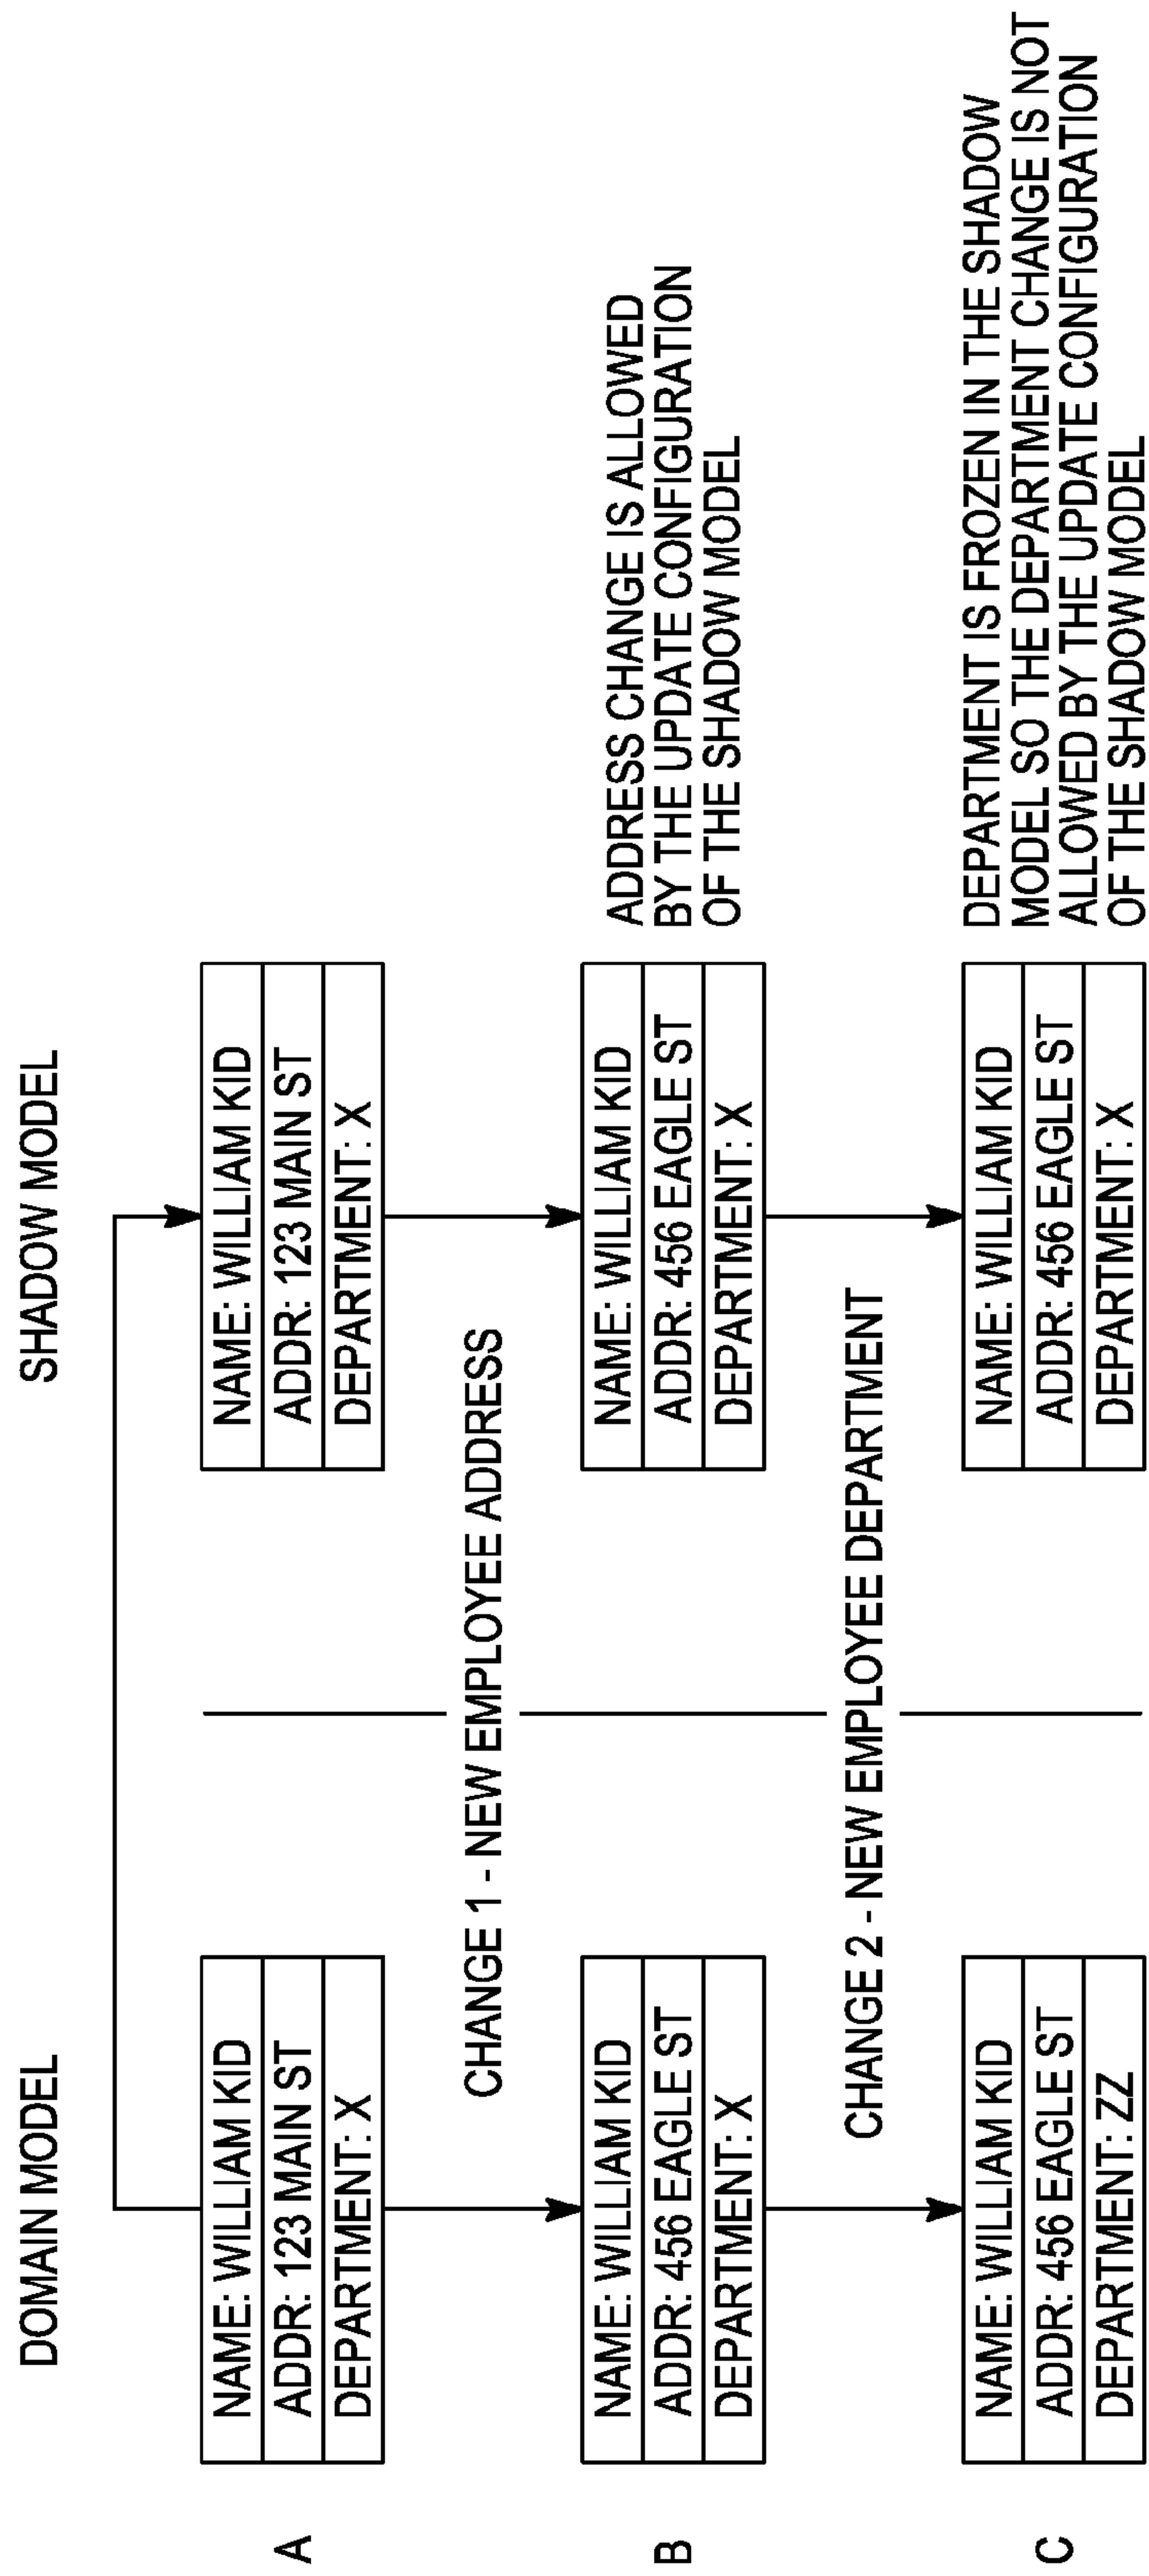 DOMAIN MODEL
SHADOW MODEL
A
NAME: WILLIAM KID
ADDR: 123 MAIN ST
DEPARTMENT: X
NAME: WILLIAM KID
ADDR: 123 MAIN ST
DEPARTMENT: X
CHANGE 1 - NEW EMPLOYEE ADDRESS
B
NAME: WILLIAM KID
ADDR: 456 EAGLE ST
DEPARTMENT: X
NAME: WILLIAM KID
ADDR: 456 EAGLE ST
DEPARTMENT: X
ADDRESS CHANGE IS ALLOWED
BY THE UPDATE CONFIGURATION
OF THE SHADOW MODEL
CHANGE 2 - NEW EMPLOYEE DEPARTMENT
C
NAME: WILLIAM KID
ADDR: 456 EAGLE ST
DEPARTMENT: ZZ
NAME: WILLIAM KID
ADDR: 456 EAGLE ST
DEPARTMENT: X
DEPARTMENT IS FROZEN IN THE SHADOW
MODEL SO THE DEPARTMENT CHANGE IS NOT
ALLOWED BY THE UPDATE CONFIGURATION
OF THE SHADOW MODEL